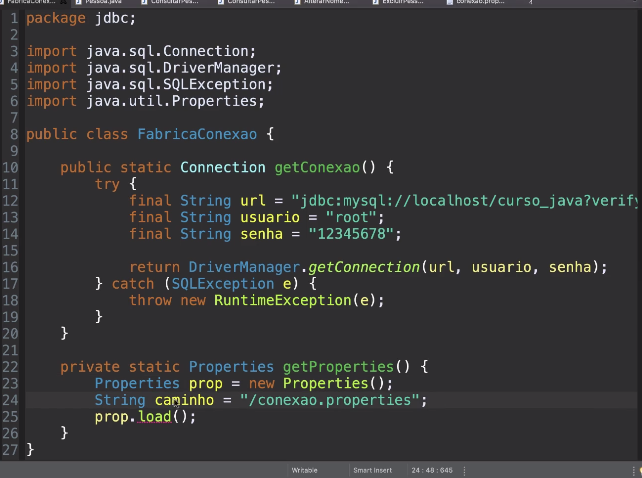 FabricaConex...
Pessoa.java
ConsultarPes...
ConsultarPes...
AlterarNome...
ExcluirPess...
conexao.prop...
1 package jdbc;
2
3 import java.sql.Connection;
4 import java.sql.DriverManager;
5 import java.sql.SQLException;
6 import java.util.Properties;
7
8 public class FabricaConexao {
9
10 public static Connection getConexao() {
11 try {
12 final String url = "jdbc:mysql://localhost/curso_java?verify
13 final String usuario = "root";
14 final String senha = "12345678";
15
16 return DriverManager.getConnection(url, usuario, senha);
17 } catch (SQLException e) {
18 throw new RuntimeException(e);
19 }
20 }
21
22 private static Properties getProperties() {
23 Properties prop = new Properties();
24 String caminho = "/conexao.properties";
25 prop.load();
26 }
27 }
Writable
Smart Insert
24 : 48 : 645